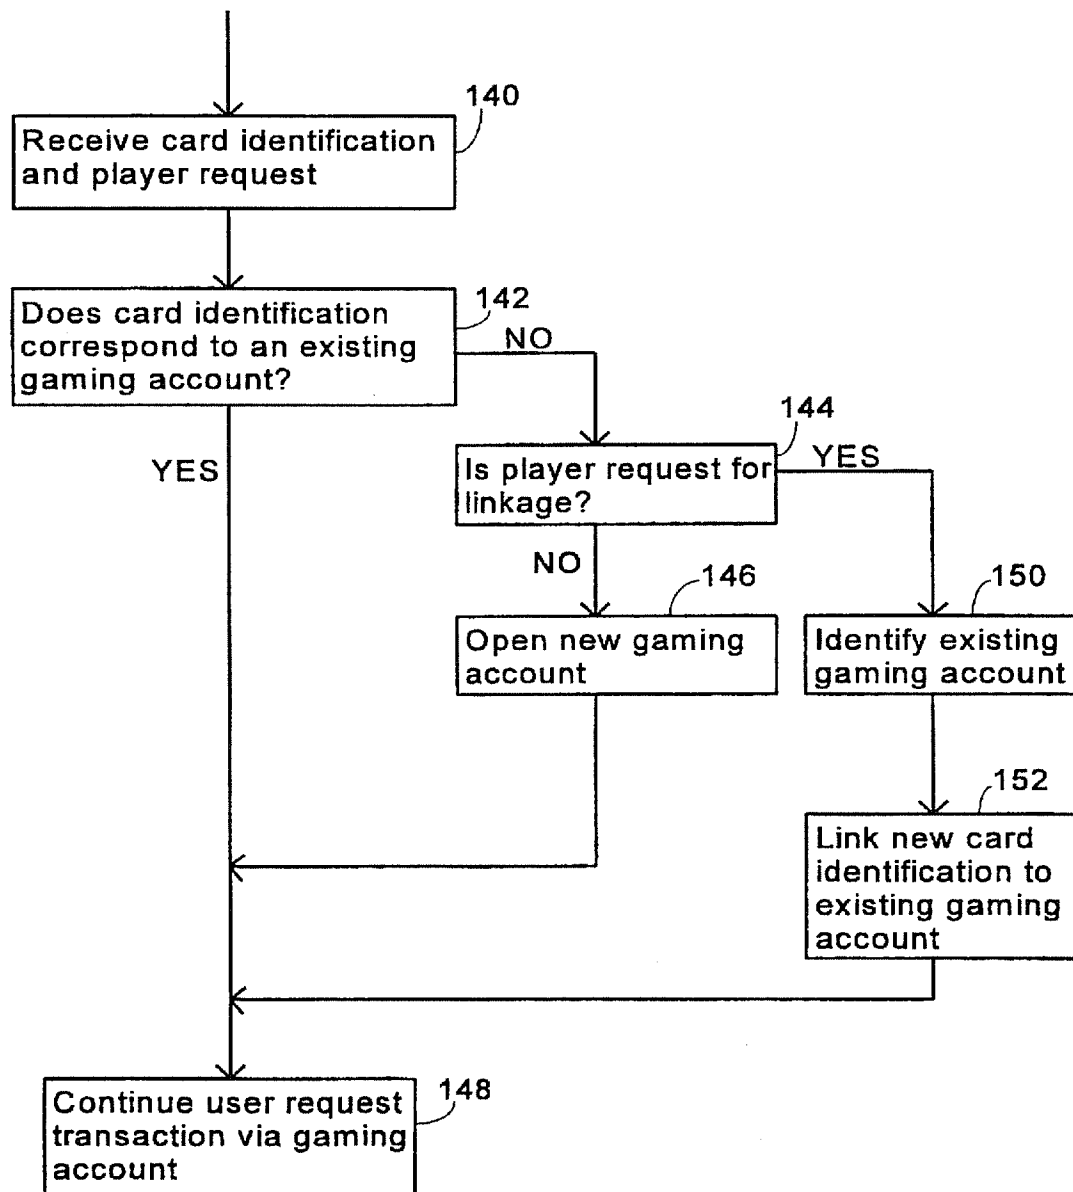 140
Receive card identification
and player request
142
Does card identification
correspond to an existing
gaming account?
NO
YES
144
Is player request for
linkage?
YES
NO
146
Open new gaming
account
150
Identify existing
gaming account
152
Link new card
identification to
existing gaming
account
148
Continue user request
transaction via gaming
account